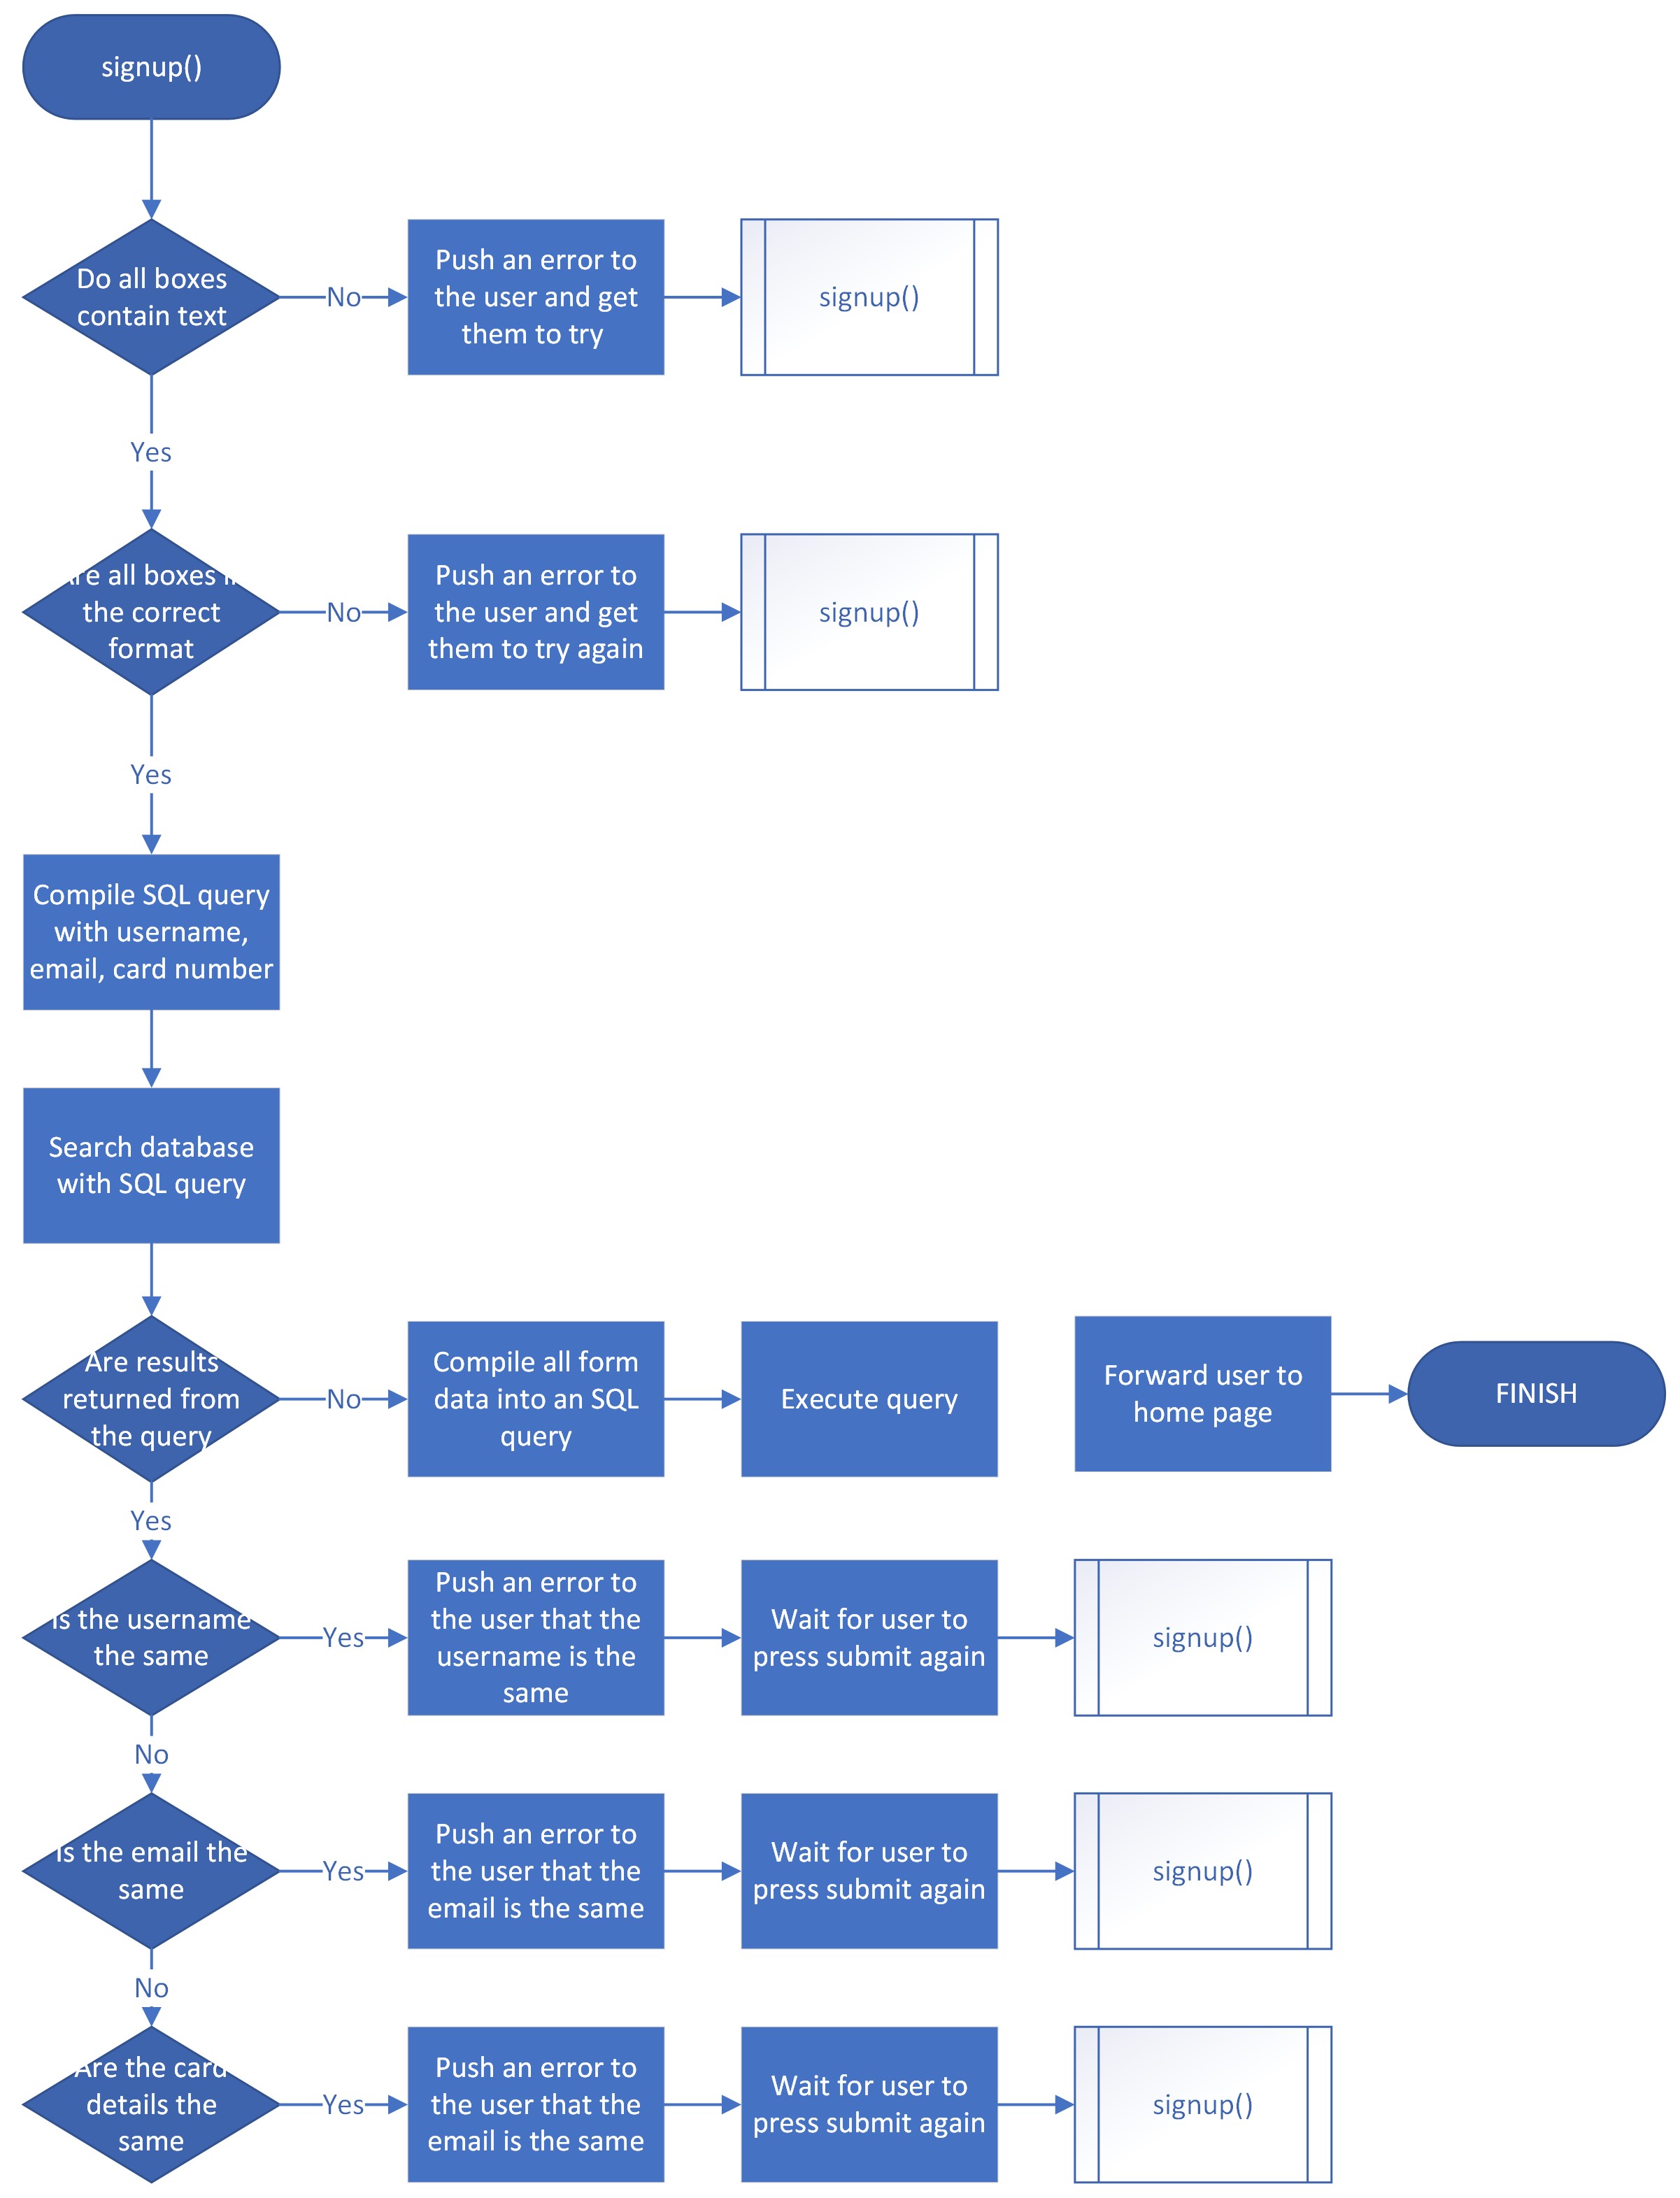 signup()
Do all boxes
contain text
No
Push an error to
the user and get
them to try
signup()
Yes
Are all boxes in
the correct
format
No
Push an error to
the user and get
them to try again
signup()
Yes
Compile SQL query
with username,
email, card number
Search database
with SQL query
Are results
returned from
the query
No
Compile all form
data into an SQL
query
Execute query
Forward user to
home page
FINISH
Yes
Is the username
the same
Yes
Push an error to
the user that the
username is the
same
Wait for user to
press submit again
signup()
No
Is the email the
same
Yes
Push an error to
the user that the
email is the same
Wait for user to
press submit again
signup()
No
Are the card
details the
same
Yes
Push an error to
the user that the
email is the same
Wait for user to
press submit again
signup()